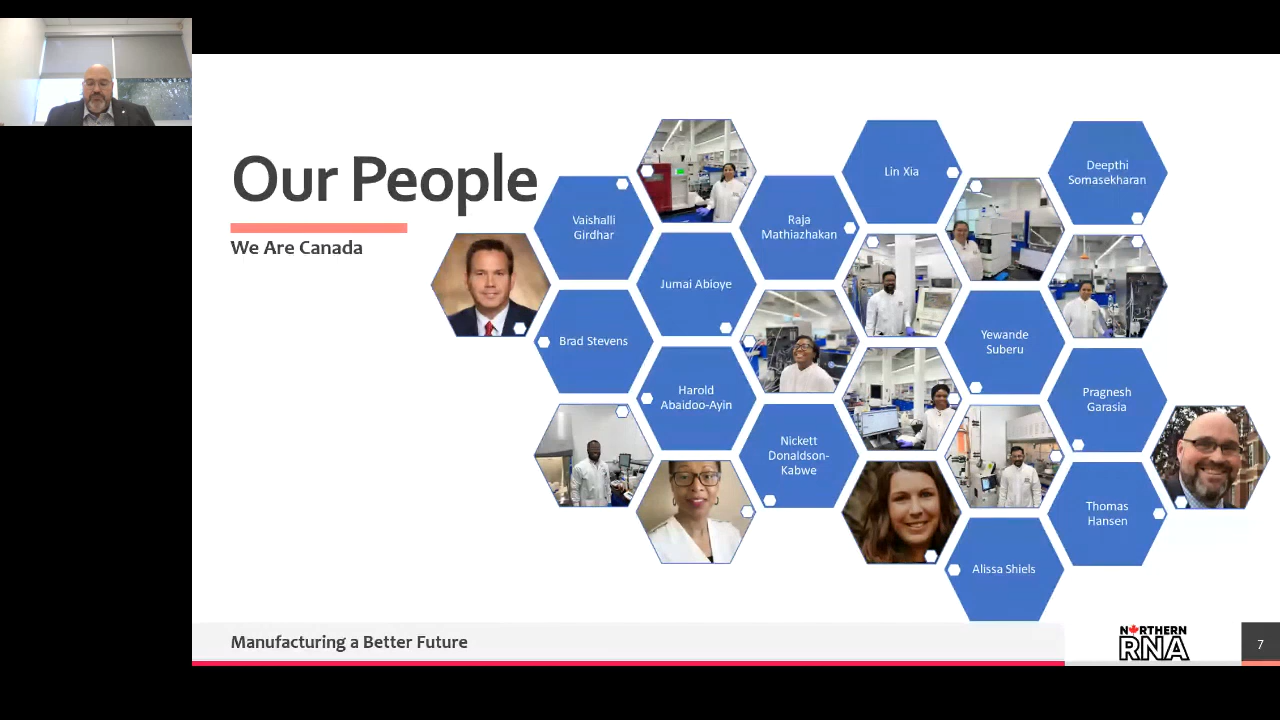 Our People
We Are Canada
Vaishalli
Girdhar
Raja
Mathiazhakan
Lin Xia
Deepthi
Somasekharan
Jumai Abioye
Brad Stevens
Yewande
Suberu
Harold
Abaidoo-Ayin
Pragnesh
Garasia
Nickett
Donaldson-
Kabwe
Thomas
Hansen
Alissa Shiels
Manufacturing a Better Future
NORTHERN
RNA
7